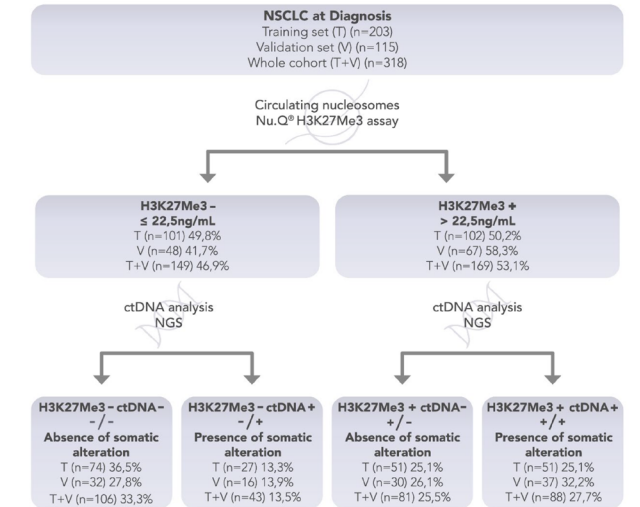 NSCLC at Diagnosis
Training set (T) (n=203)
Validation set (V) (n=115)
Whole cohort (T+V) (n=318)
Circulating nucleosomes
Nu.Q® H3K27Me3 assay
H3K27Me3 –
≤ 22,5ng/mL
T (n=101) 49,8%
V (n=48) 41,7%
T+V (n=149) 46,9%
H3K27Me3 +
> 22,5ng/mL
T (n=102) 50,2%
V (n=67) 58,3%
T+V (n=169) 53,1%
ctDNA analysis
NGS
ctDNA analysis
NGS
H3K27Me3 – ctDNA–
–/–
Absence of somatic
alteration
T (n=74) 36,5%
V (n=32) 27,8%
T+V (n=106) 33,3%
H3K27Me3 – ctDNA+
–/+
Presence of somatic
alteration
T (n=27) 13,3%
V (n=16) 13,9%
T+V (n=43) 13,5%
H3K27Me3 + ctDNA–
+/–
Absence of somatic
alteration
T (n=51) 25,1%
V (n=30) 26,1%
T+V (n=81) 25,5%
H3K27Me3 + ctDNA+
+/+
Presence of somatic
alteration
T (n=51) 25,1%
V (n=37) 32,2%
T+V (n=88) 27,7%